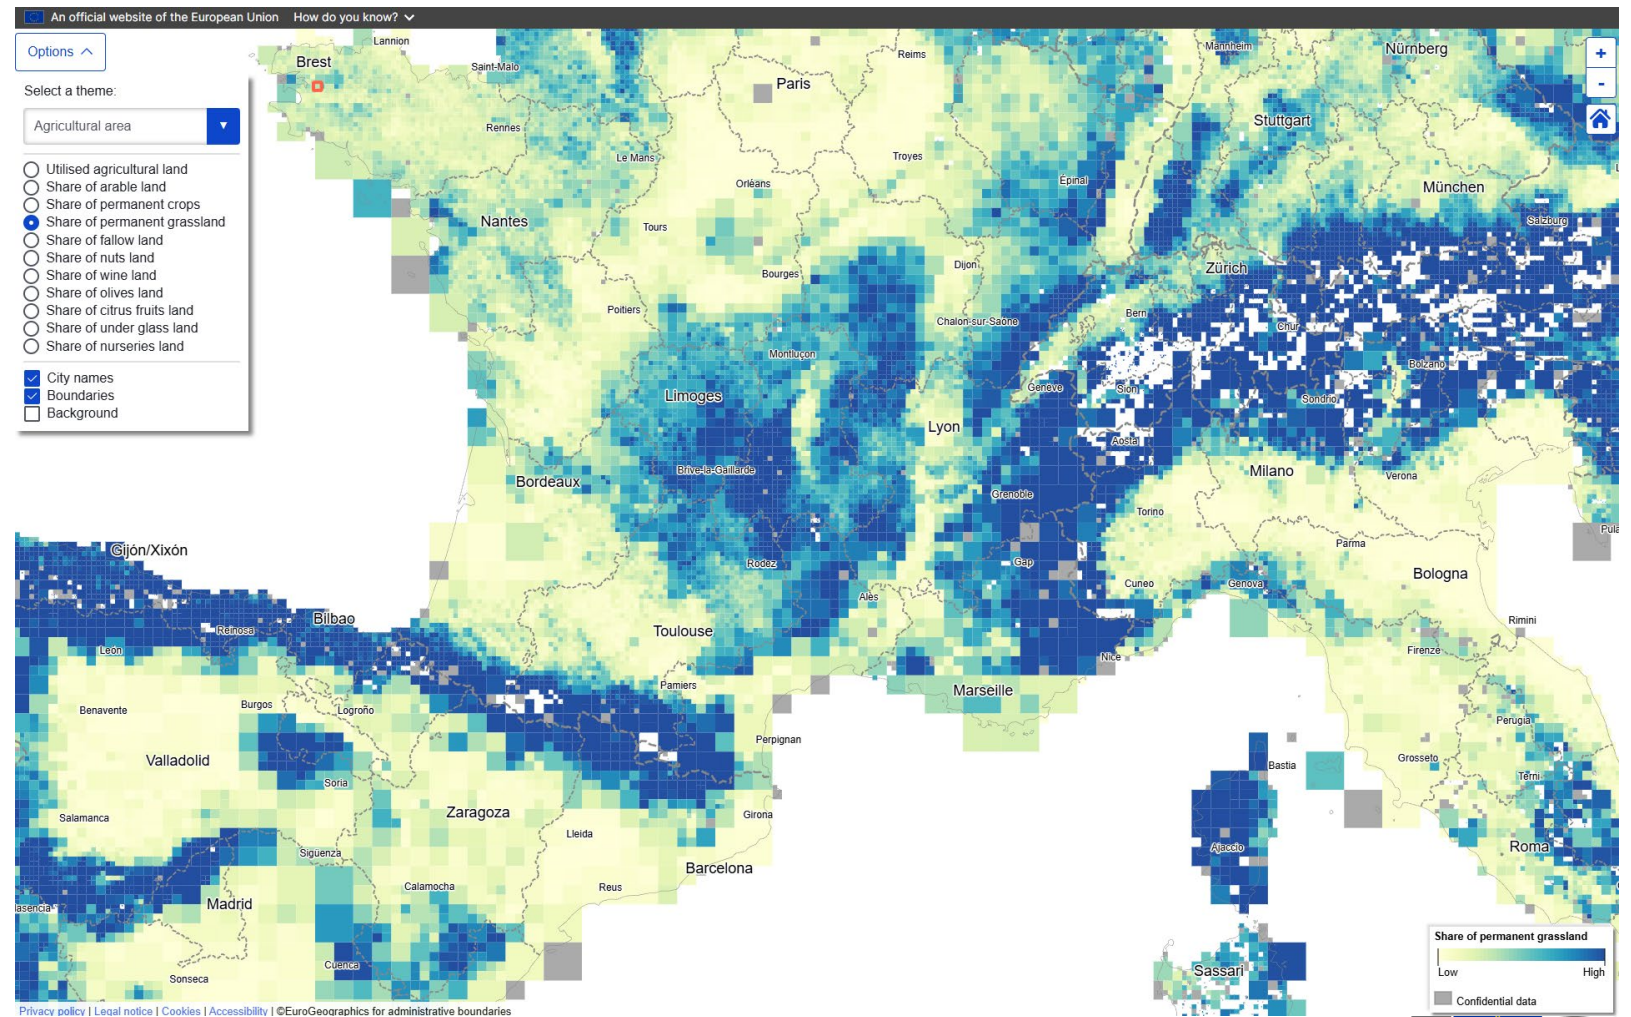 An official website of the European Union How do you know?
Options
Select a theme:
Agricultural area
Utilised agricultural land
Share of arable land
Share of permanent crops
Share of permanent grassland
Share of fallow land
Share of nuts land
Share of wine land
Share of olives land
Share of citrus fruits land
Share of under glass land
Share of nurseries land
City names
Boundaries
Background
+
-
Lannion
Brest
Saint-Malo
Reims
Paris
Mannheim
Nürnberg
Rennes
Le Mans
Troyes
Orléans
Stuttgart
Épinal
München
Nantes
Tours
Salzburg
Dijon
Bourges
Zürich
Poitiers
Chalon-sur-Saône
Bern
Chur
Montluçon
Bolzano
Limoges
Genève
Sion
Sondrio
Lyon
Aosta
Brive-la-Gaillarde
Bordeaux
Milano
Verona
Grenoble
Torino
Gijón/Xixón
Parma
Rodez
Gap
Bologna
Cuneo
Genova
Alès
Bilbao
Reinosa
Toulouse
Rimini
Leon
Firenze
Nice
Pamiers
Marseille
Benavente
Burgos
Logroño
Perugia
Perpignan
Valladolid
Grosseto
Bastia
Soria
Terni
Zaragoza
Salamanca
Girona
Lleida
Ajaccio
Roma
Sigüenza
Barcelona
Calamocha
Reus
Madrid
Cuenca
Sassari
Sonseca
Share of permanent grassland
Low High
Confidential data
Privacy policy | Legal notice | Cookies | Accessibility | ©EuroGeographics for administrative boundaries